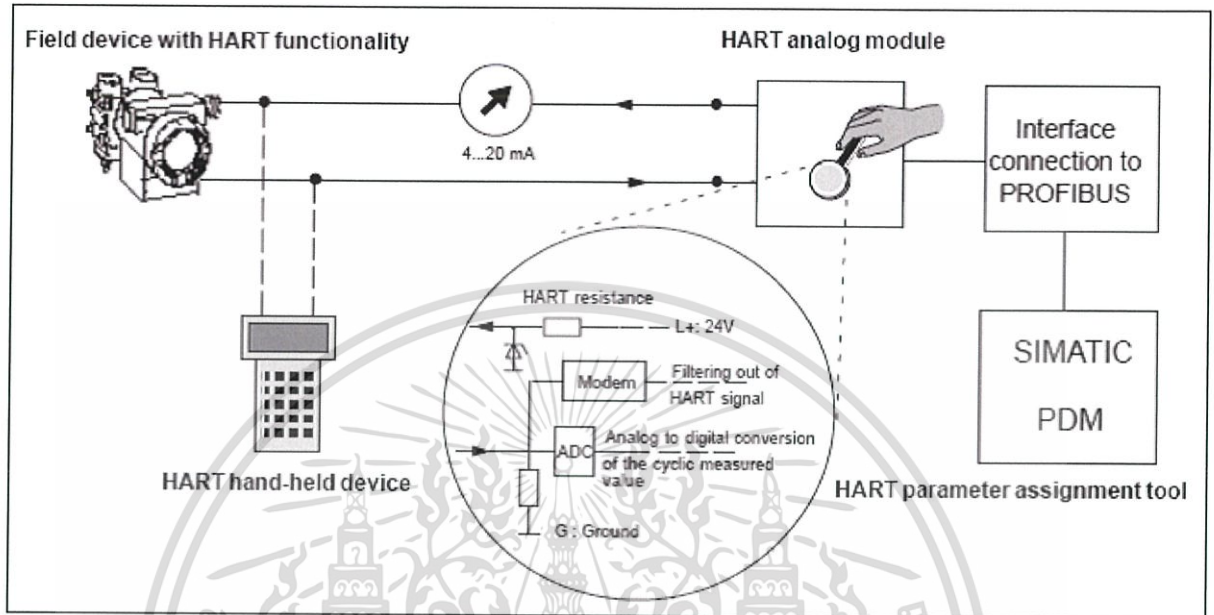 Field device with HART functionality
HART analog module
4...20 mA
Interface
connection to
PROFIBUS
HART resistance
L+: 24V
Modem
Filtering out of
HART signal
ADC
Analog to digital conversion
of the cyclic measured
value
G : Ground
SIMATIC
PDM
HART hand-held device
HART parameter assignment tool